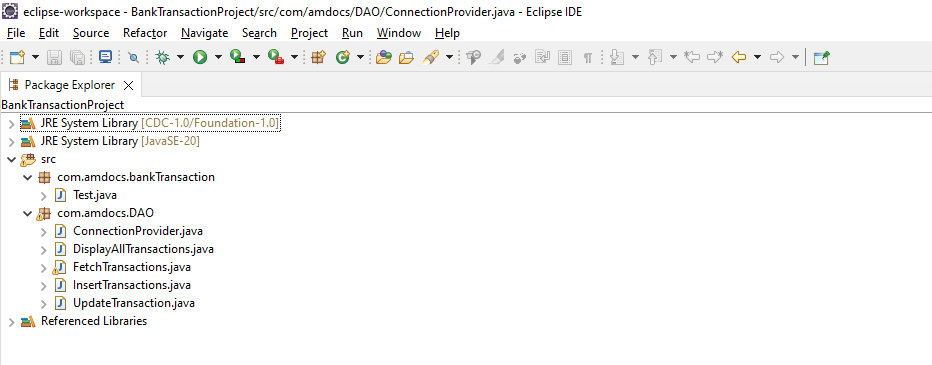 eclipse-workspace - BankTransactionProject/src/com/amdocs/DAO/ConnectionProvider.java - Eclipse IDE
File Edit Source Refactor Navigate Search Project Run Window Help
Package Explorer
BankTransactionProject
JRE System Library [CDC-1.0/Foundation-1.0]
JRE System Library [JavaSE-20]
src
com.amdocs.bankTransaction
Test.java
com.amdocs.DAO
ConnectionProvider.java
DisplayAllTransactions.java
FetchTransactions.java
InsertTransactions.java
UpdateTransaction.java
Referenced Libraries